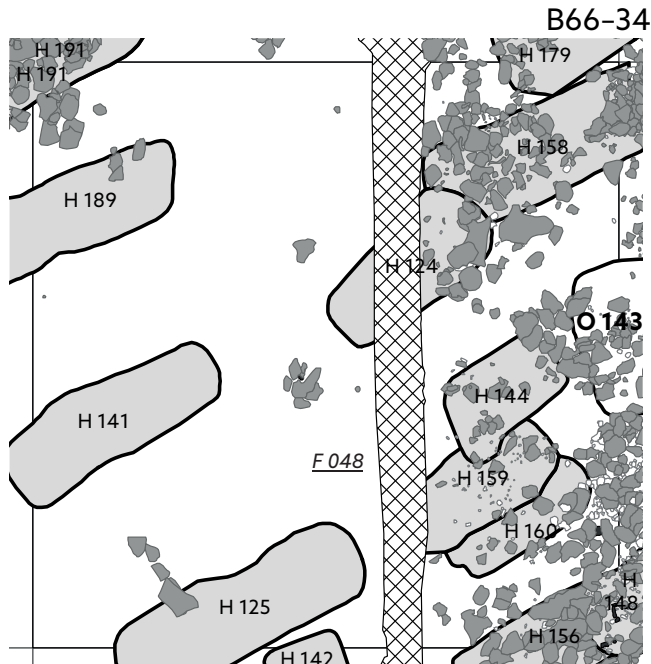 B66-34
H 191
H 191
H 179
H 158
H 189
H 124
O 143
H 144
H 141
F 048
H 159
H 160
H 125
H 148
H 156
H 142